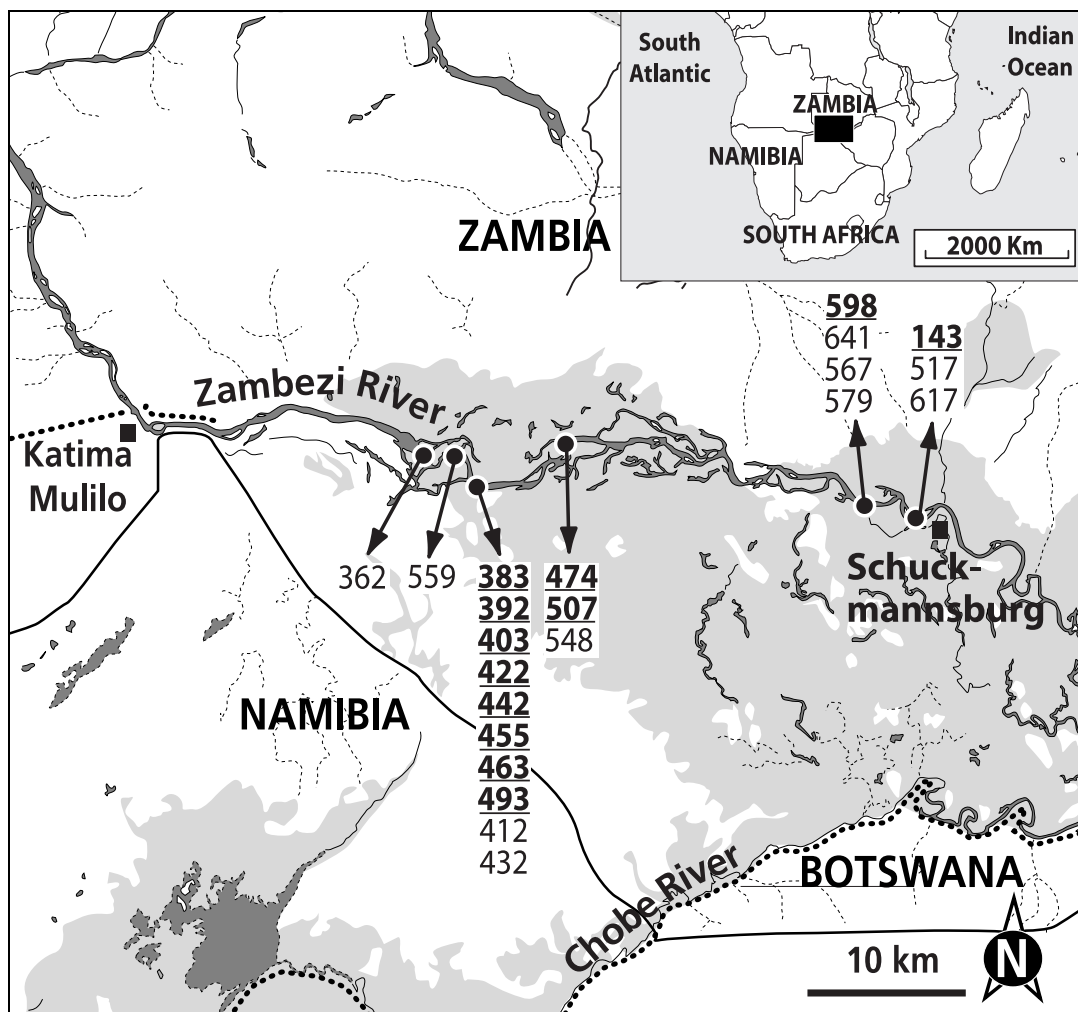 South
Atlantic
Indian
Ocean
ZAMBIA
NAMIBIA
SOUTH AFRICA
2000 Km
ZAMBIA
598
641
567
579
143
517
617
Zambezi River
Katima
Mulilo
362
559
383
392
403
422
442
455
463
493
412
432
474
507
548
Schuck-
mannsburg
NAMIBIA
Chobe River
BOTSWANA
10 km
N